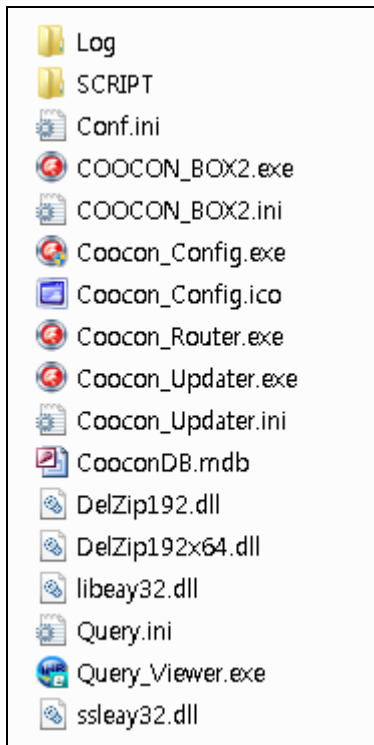 Log
SCRIPT
Conf.ini
COOCON_BOX2.exe
COOCON_BOX2.ini
Coocon_Config.exe
Coocon_Config.ico
Coocon_Router.exe
Coocon_Updater.exe
Coocon_Updater.ini
CooconDB.mdb
DelZip192.dll
DelZip192x64.dll
libeay32.dll
Query.ini
Query_Viewer.exe
ssleay32.dll